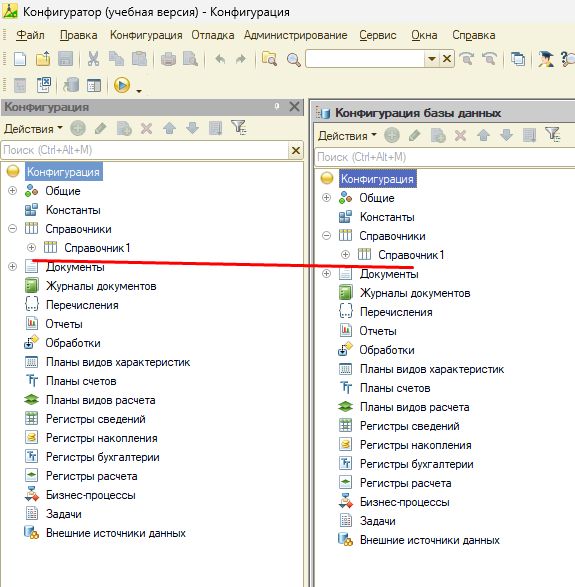 Конфигуратор (учебная версия) - Конфигурация
Файл Правка Конфигурация Отладка Администрирование Сервис Окна Справка
Конфигурация
Действия
Поиск (Ctrl+Alt+M)
Конфигурация
Общие
Константы
Справочники
Справочник1
Документы
Журналы документов
Перечисления
Отчеты
Обработки
Планы видов характеристик
Планы счетов
Планы видов расчета
Регистры сведений
Регистры накопления
Регистры бухгалтерии
Регистры расчета
Бизнес-процессы
Задачи
Внешние источники данных
Конфигурация базы данных
Действия
Поиск (Ctrl+Alt+M)
Конфигурация
Общие
Константы
Справочники
Справочник1
Документы
Журналы документов
Перечисления
Отчеты
Обработки
Планы видов характеристик
Планы счетов
Планы видов расчета
Регистры сведений
Регистры накопления
Регистры бухгалтерии
Регистры расчета
Бизнес-процессы
Задачи
Внешние источники данных